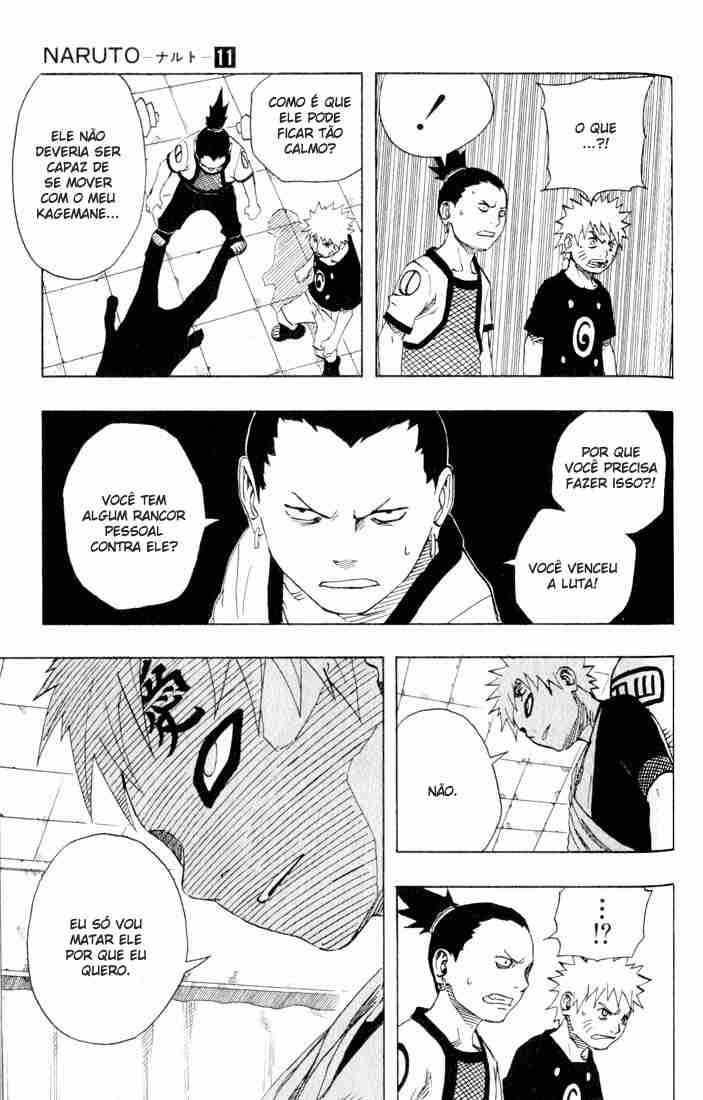 NARUTO—ナルト—11
O QUE
...?!
!
COMO É QUE
ELE PODE
FICAR TÃO
CALMO?
ELE NÃO
DEVERIA SER
CAPAZ DE
SE MOVER
COM O MEU
KAGEMANE...
POR QUE
VOCÊ PRECISA
FAZER ISSO?!
VOCÊ VENCEU
A LUTA!
VOCÊ TEM
ALGUM RANCOR
PESSOAL
CONTRA ELE?
NÃO.
愛
EU SÓ VOU
MATAR ELE
POR QUE EU
QUERO.
...
!?